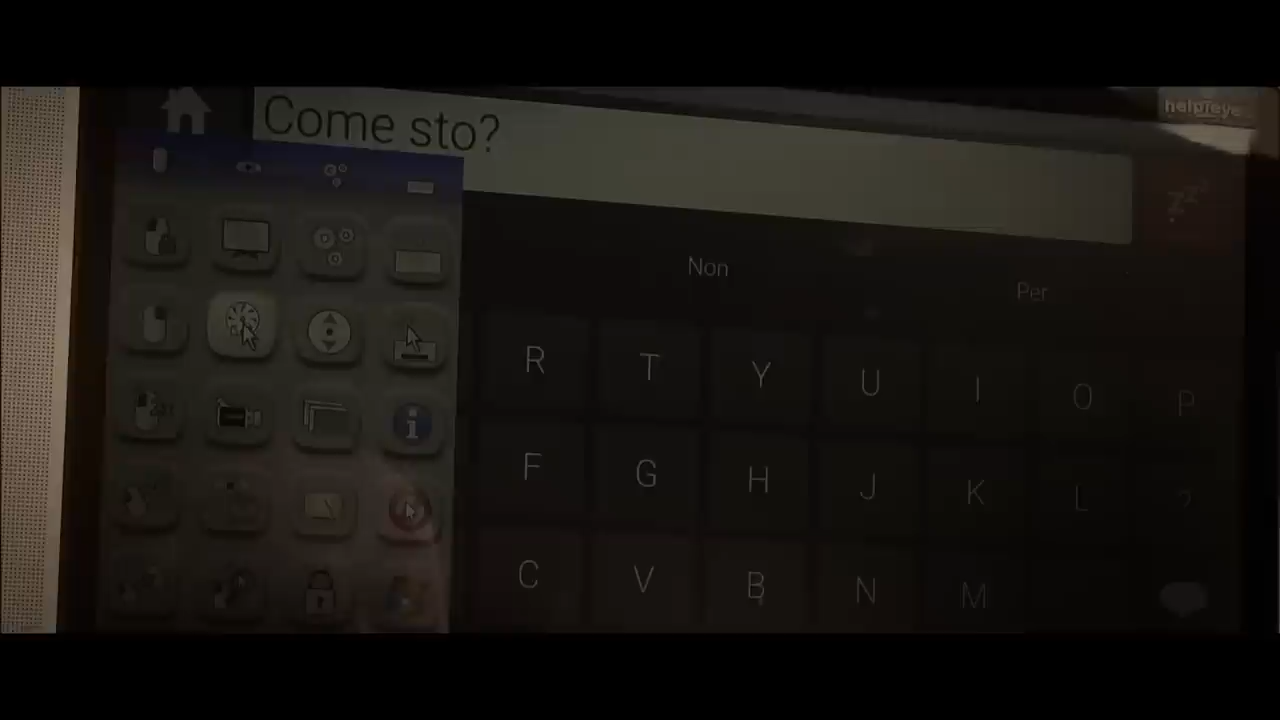 Come sto?
helpieye
Non
Per
R T Y U I O P
F G H J K L ?
C V B N M